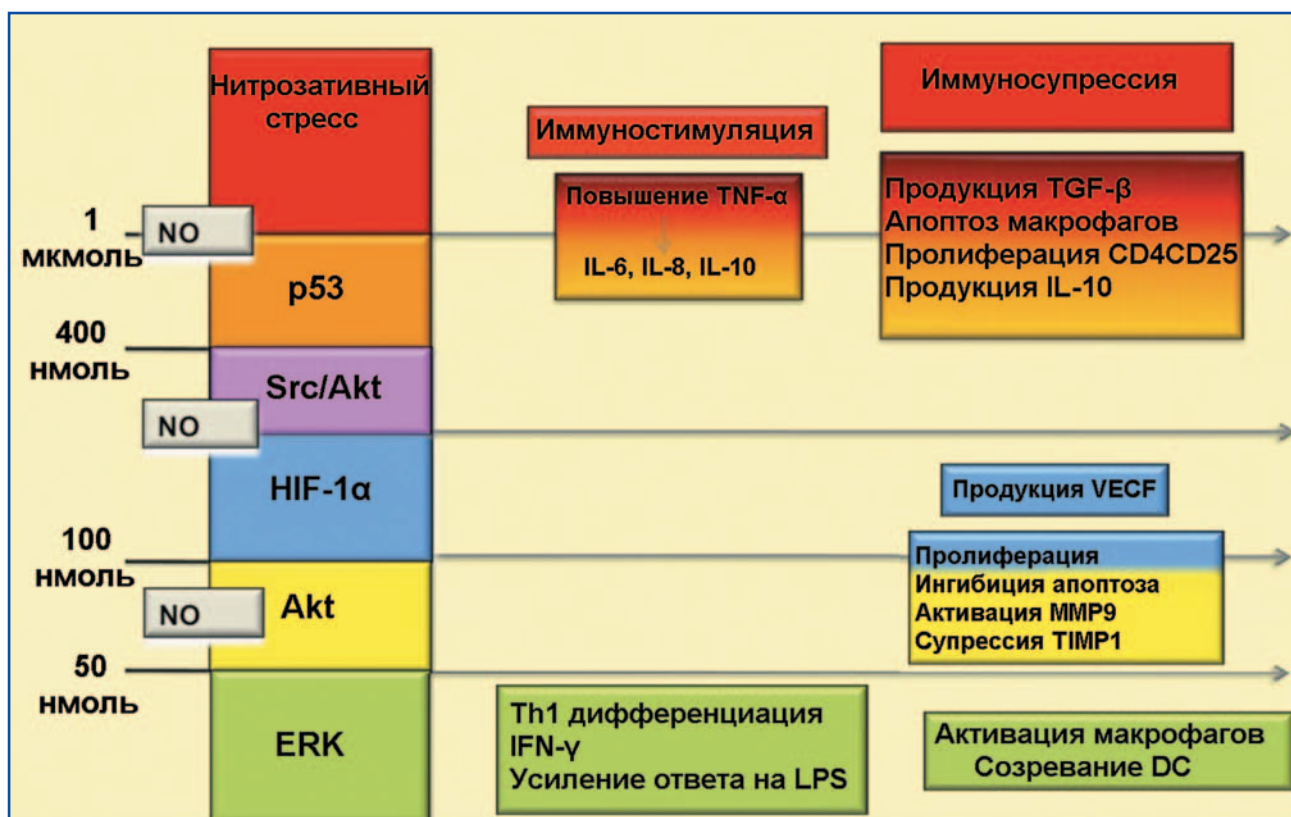 Нитрозативный
стресс
Иммуностимуляция
Иммуносупрессия
Повышение TNF-α
IL-6, IL-8, IL-10
Продукция TGF-β
Апоптоз макрофагов
Пролиферация CD4CD25
Продукция IL-10
1
мкмоль
NO
p53
400
нмоль
Src/Akt
NO
HIF-1α
Продукция VECF
100
нмоль
Пролиферация
Ингибиция апоптоза
Активация MMP9
Супрессия TIMP1
NO
Akt
50
нмоль
ERK
Th1 дифференциация
IFN-γ
Усиление ответа на LPS
Активация макрофагов
Созревание DC